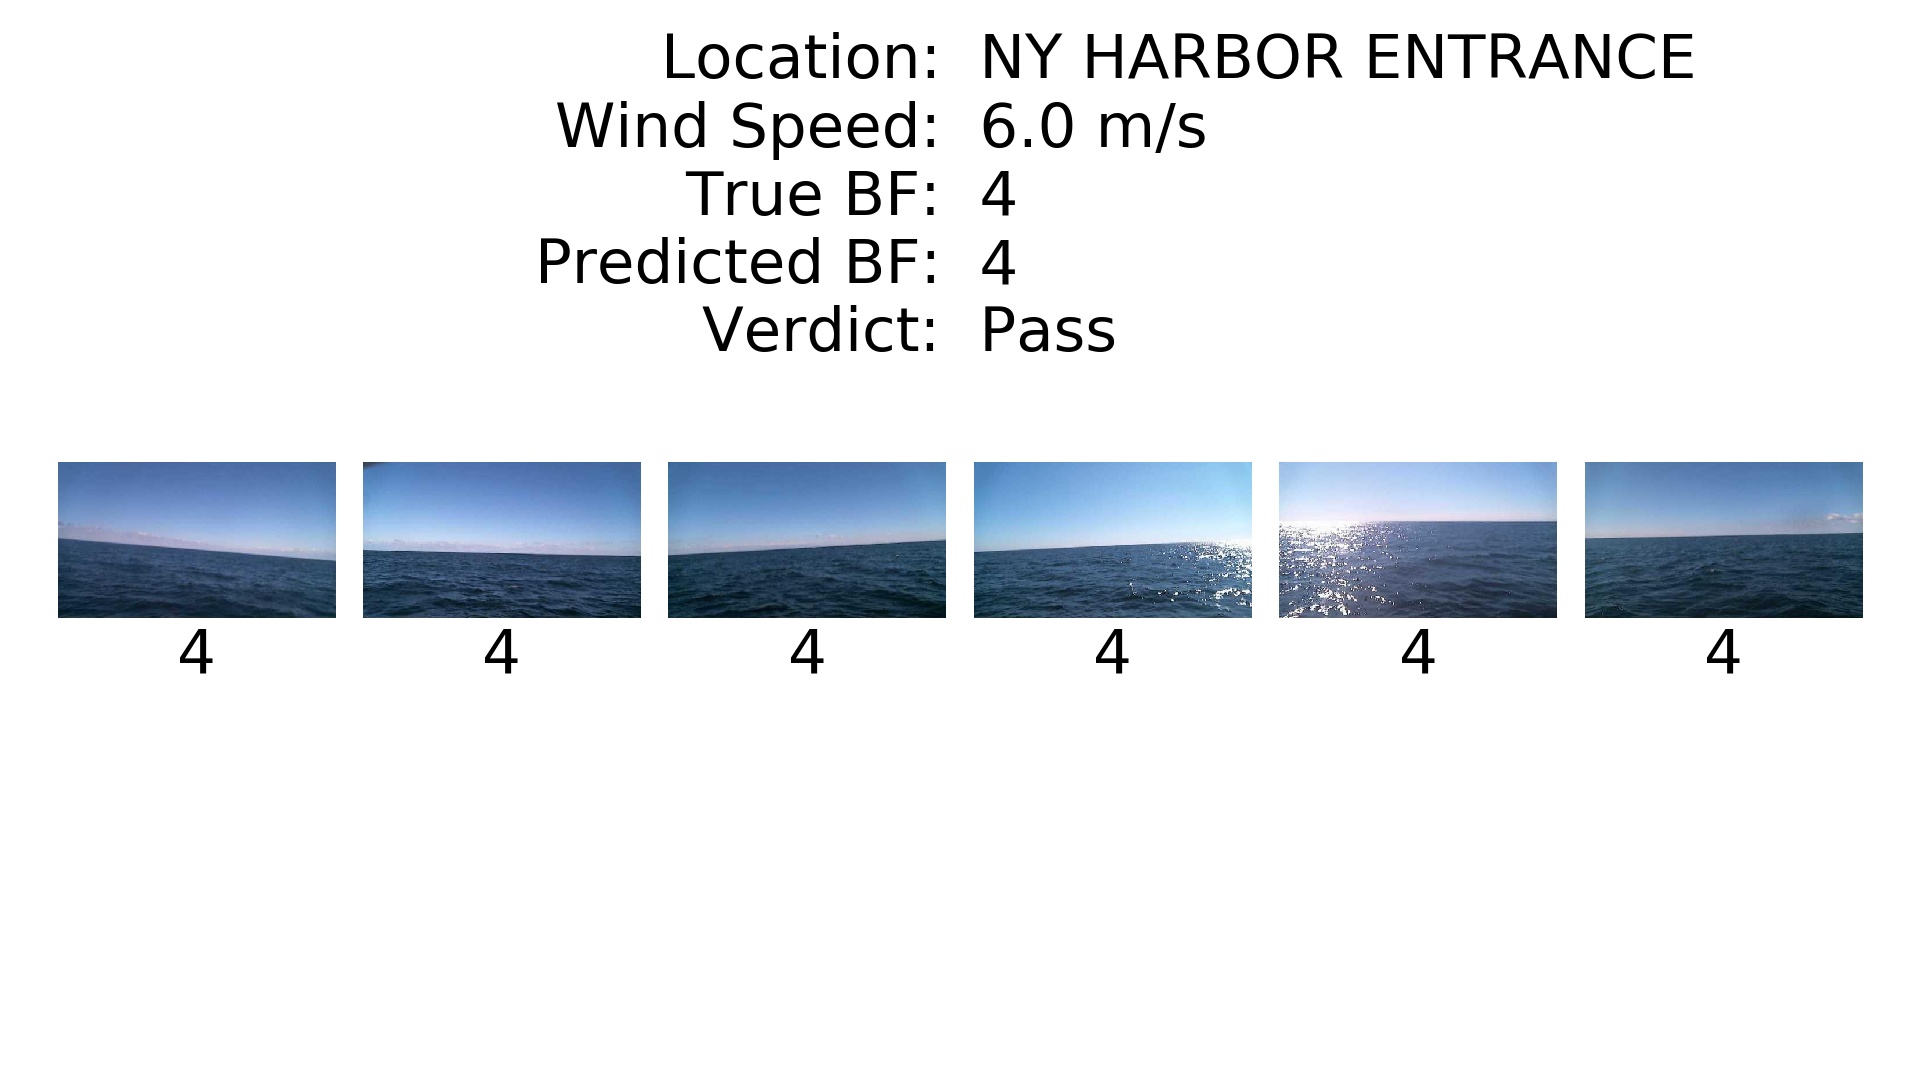 Location: NY HARBOR ENTRANCE
Wind Speed: 6.0 m/s
True BF: 4
Predicted BF: 4
Verdict: Pass
4 4 4 4 4 4